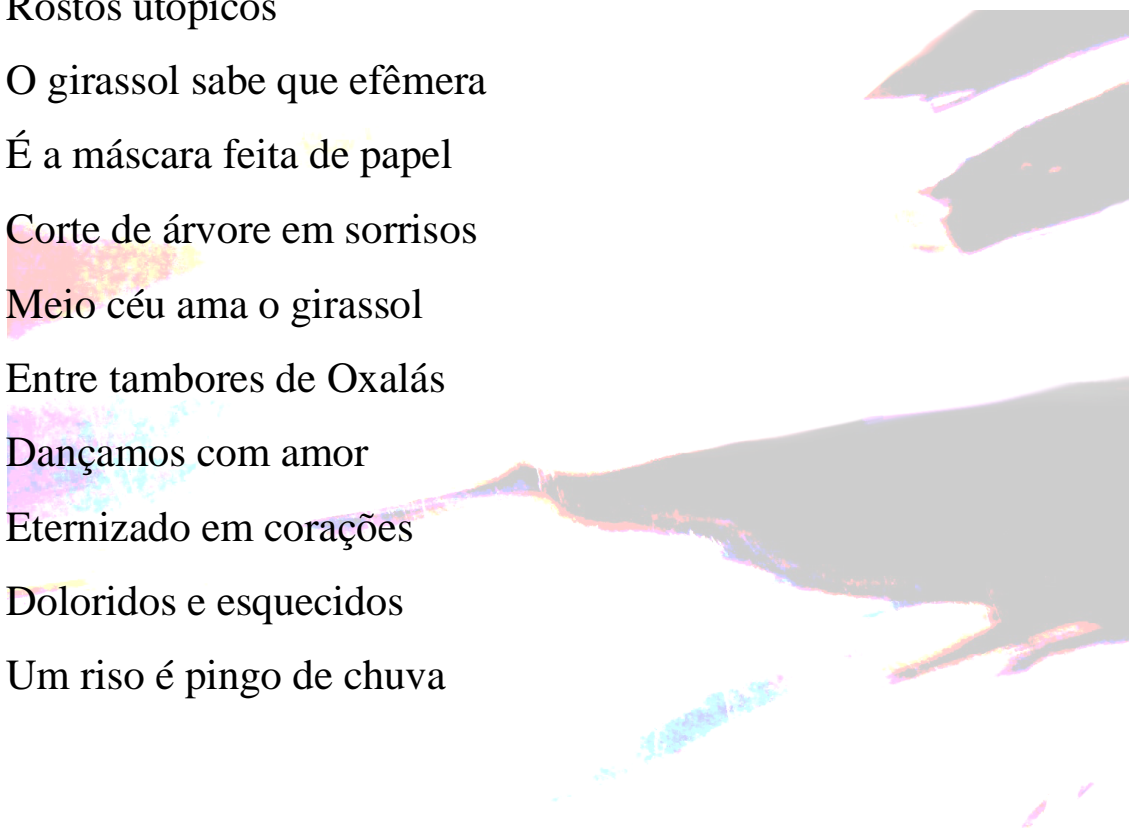 Rostos utópicos
O girassol sabe que efêmera
É a máscara feita de papel
Corte de árvore em sorrisos
Meio céu ama o girassol
Entre tambores de Oxalás
Dançamos com amor
Eternizado em corações
Doloridos e esquecidos
Um riso é pingo de chuva